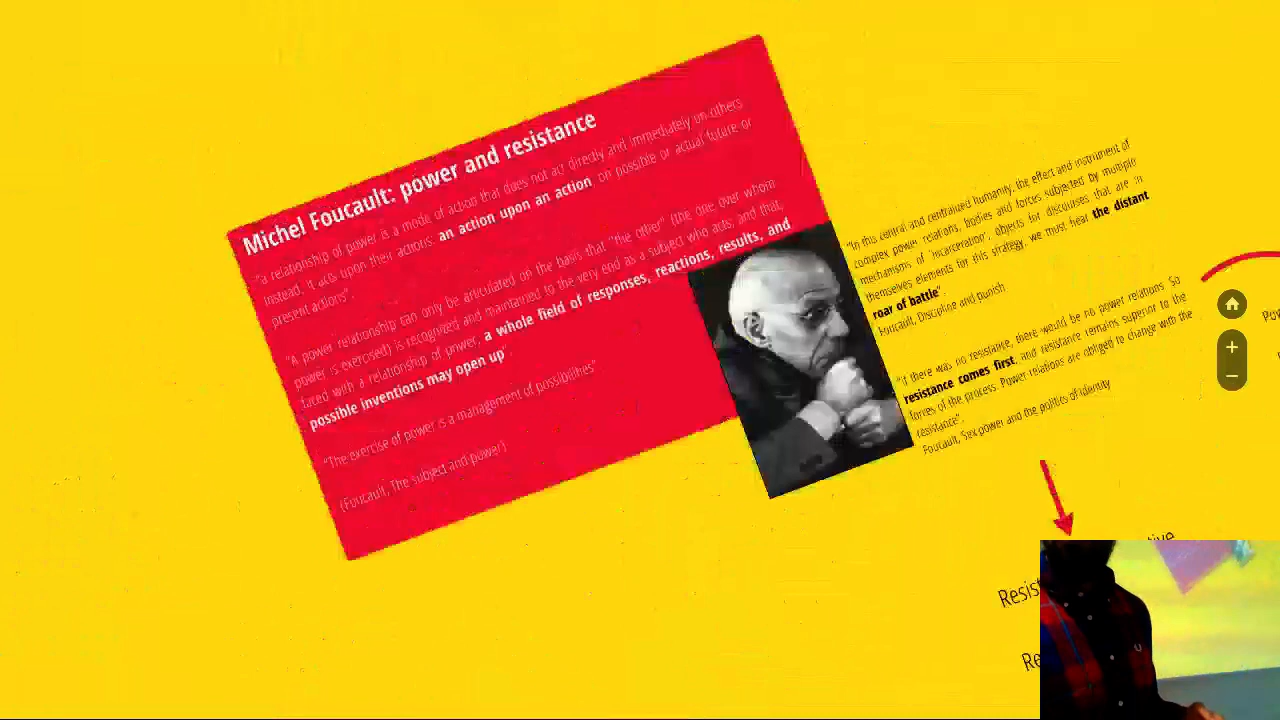 Michel Foucault: power and resistance
"a relationship of power is a mode of action that does not act directly and immediately on others
Instead, it acts upon their actions: an action upon an action, on possible or actual future or
present actions".
"A power relationship can only be articulated on the basis that "the other" (the one over whom
power is exercised) is recognized and maintained to the very end as a subject who acts; and that,
faced with a relationship of power, a whole field of responses, reactions, results, and
possible inventions may open up".
"The exercise of power is a management of possibilities"
(Foucault, The subject and power)
"In this central and centralized humanity, the effect and instrument of
complex power relations, bodies and forces subjected by multiple
mechanisms of 'incarceration', objects for discourses that are in
themselves elements for this strategy, we must hear the distant
roar of battle".
Foucault, Discipline and punish
"If there was no resistance, there would be no power relations. So
resistance comes first, and resistance remains superior to the
forces of the process. Power relations are obliged to change with the
resistance".
Foucault, Sex, power and the politics of identity